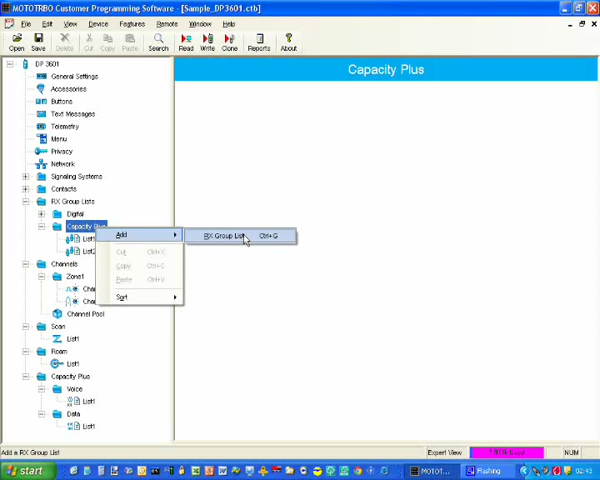 MOTOTRBO Customer Programming Software - [Sample_DP3601.ctb]
File Edit View Device Features Remote Window Help
Open Save Delete Cut Copy Paste Search Read Write Clone Reports About
DP 3601
Capacity Plus
General Settings
Accessories
Buttons
Text Messages
Telemetry
Menu
Privacy
Network
Signaling Systems
Contacts
RX Group Lists
Digital
Capacity Plus
Add
RX Group List Ctrl+G
List1
List2
Cut Ctrl+X
Copy Ctrl+C
Paste Ctrl+V
Sort
Channels
Zone1
Cha
Cha
Channel Pool
Scan
List1
Roam
List1
Capacity Plus
Voice
List1
Data
List1
Add a RX Group List
Expert View
NUM
start
MOTOT...
Flashing
02:43